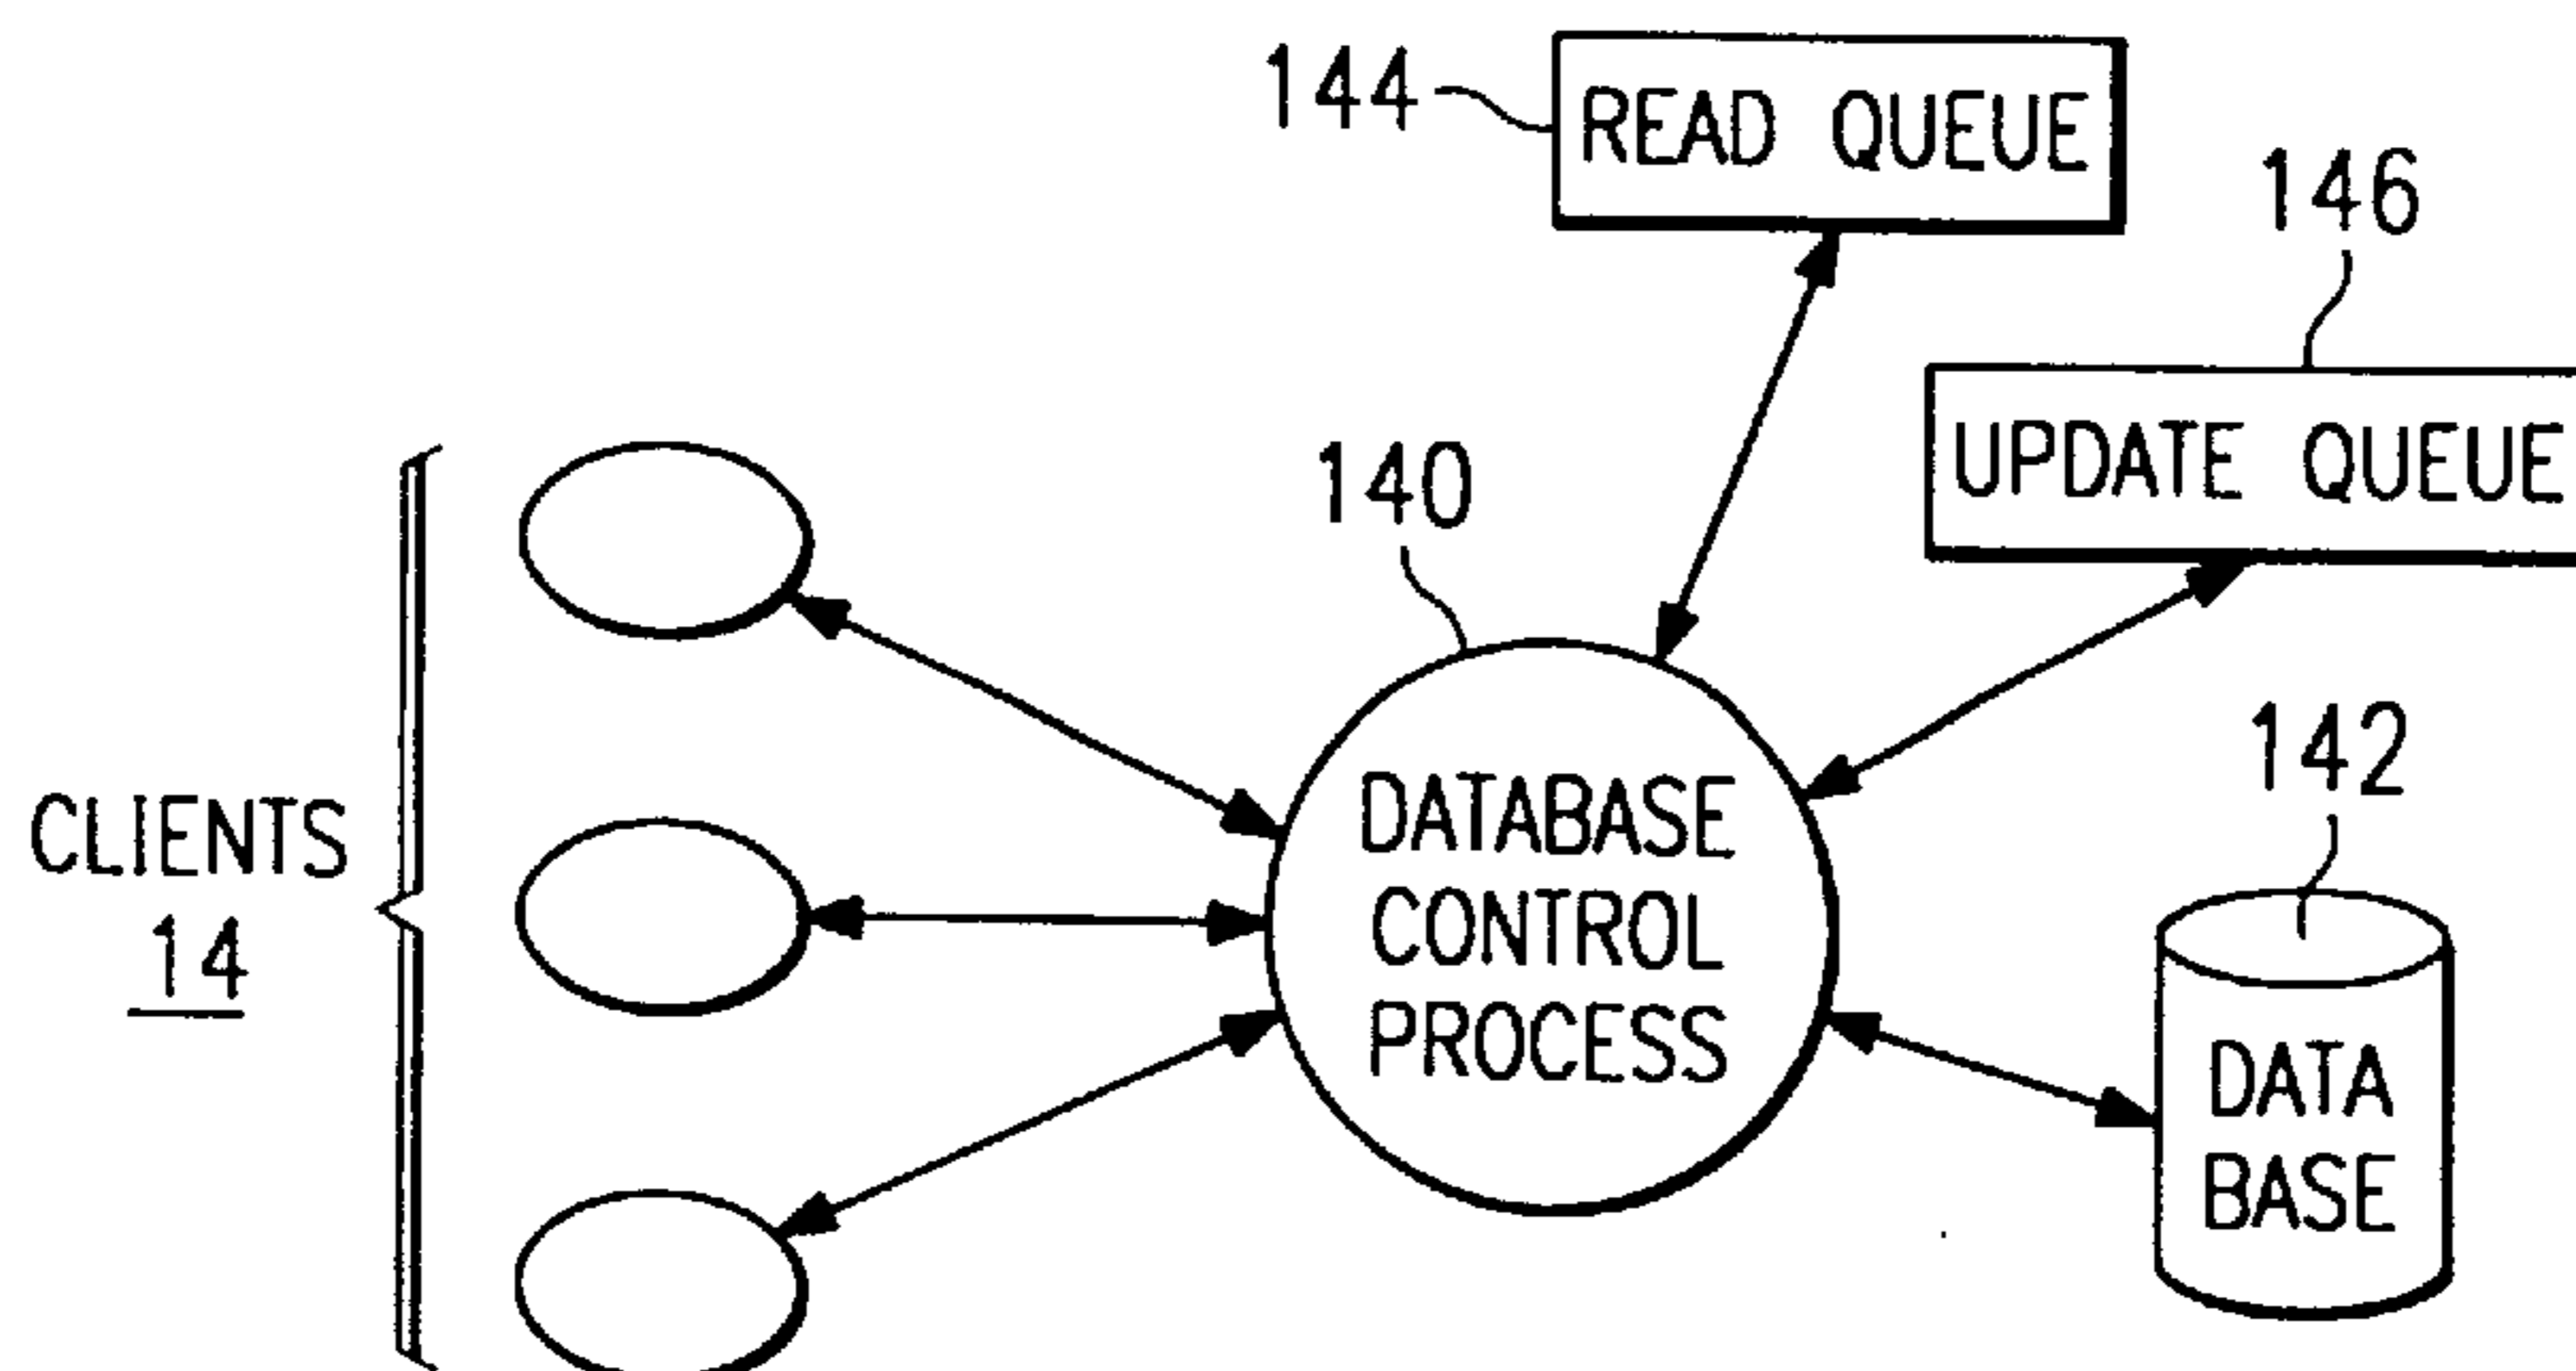 144
READ QUEUE
146
UPDATE QUEUE
140
142
CLIENTS
14
DATABASE
CONTROL
PROCESS
DATA
BASE